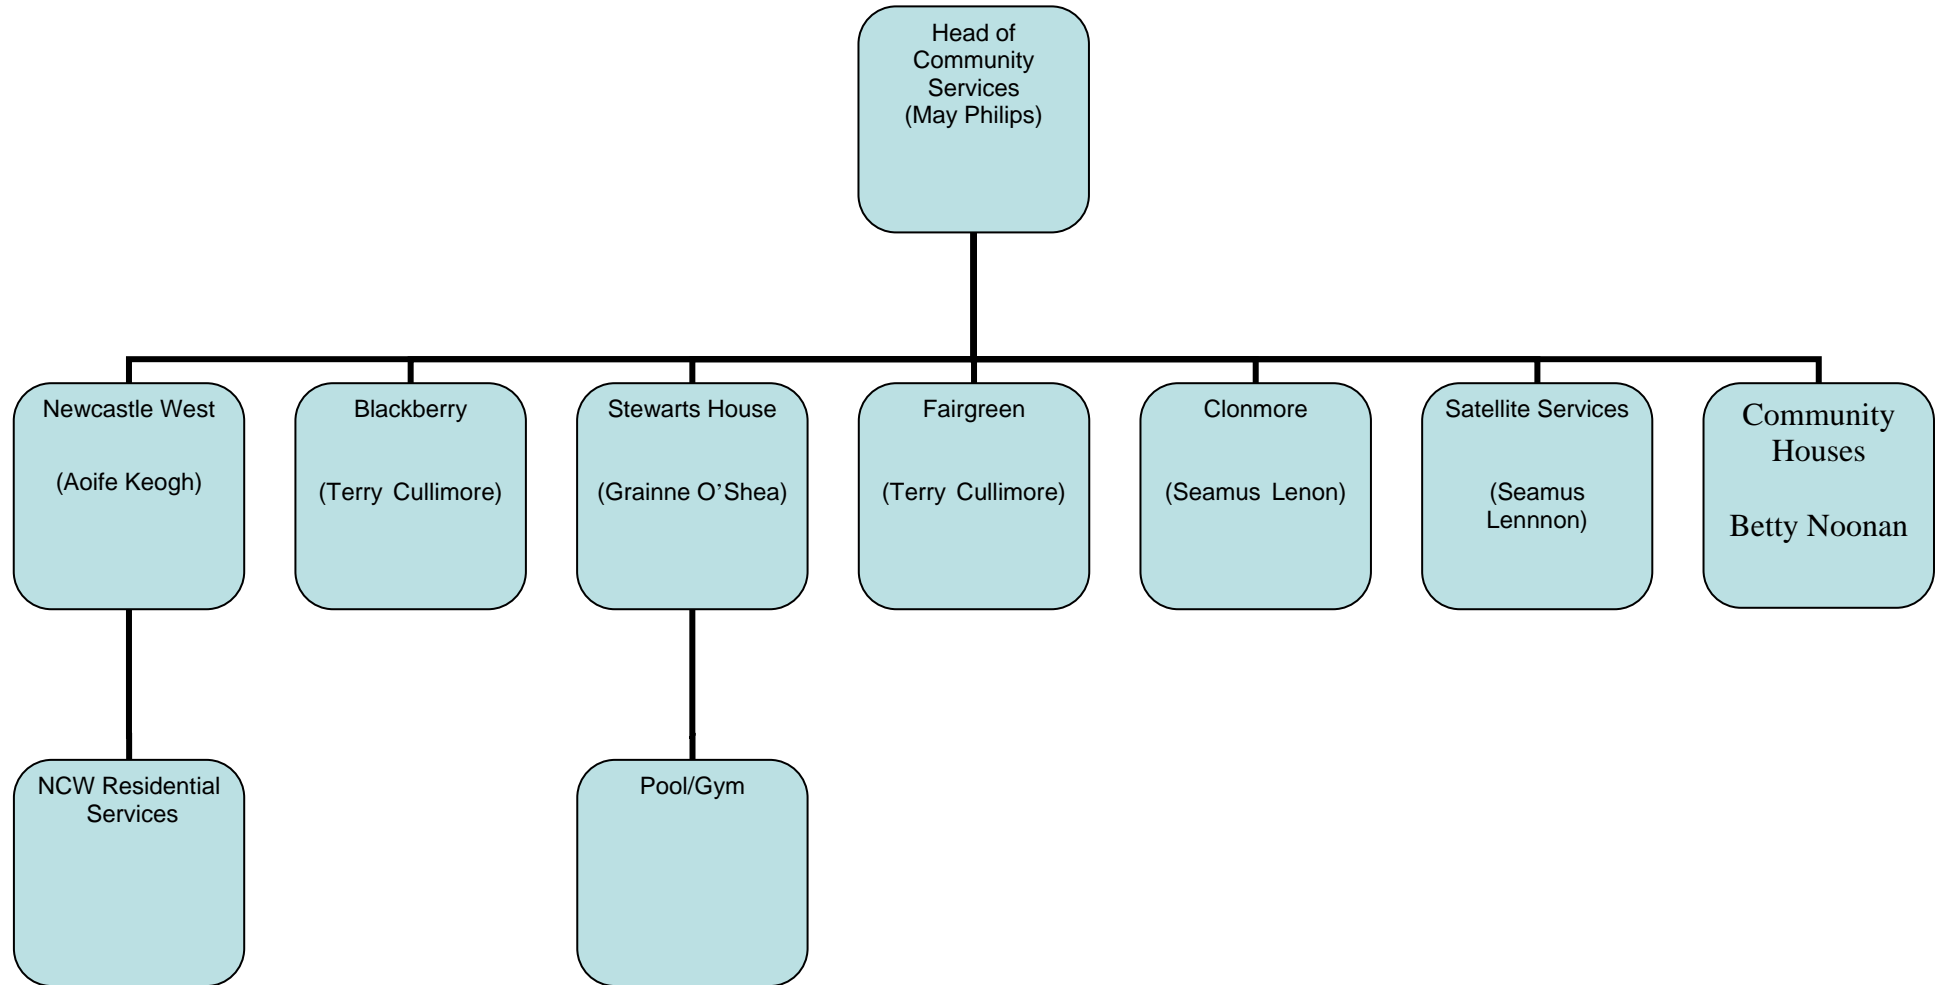 Head of
Community
Services
(May Philips)
Newcastle West
(Aoife Keogh)
Blackberry
(Terry Cullimore)
Stewarts House
(Grainne O’Shea)
Fairgreen
(Terry Cullimore)
Clonmore
(Seamus Lenon)
Satellite Services
(Seamus
Lennnon)
Community
Houses
Betty Noonan
NCW Residential
Services
Pool/Gym